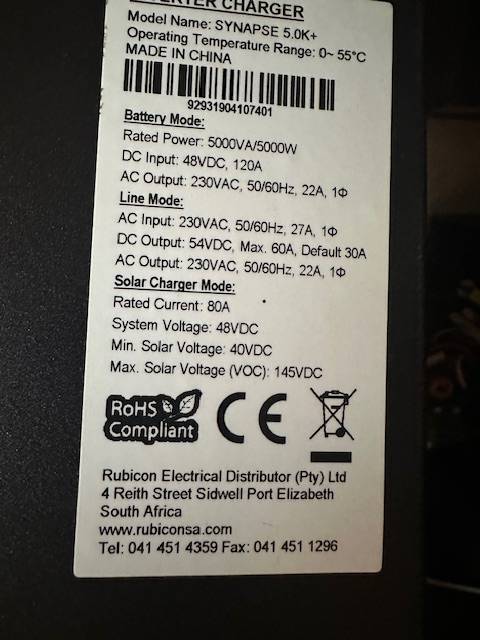 INVERTER CHARGER
Model Name: SYNAPSE 5.0K+
Operating Temperature Range: 0~ 55°C
MADE IN CHINA
92931904107401
Battery Mode:
Rated Power: 5000VA/5000W
DC Input: 48VDC, 120A
AC Output: 230VAC, 50/60Hz, 22A, 1Φ
Line Mode:
AC Input: 230VAC, 50/60Hz, 27A, 1Φ
DC Output: 54VDC, Max. 60A, Default 30A
AC Output: 230VAC, 50/60Hz, 22A, 1Φ
Solar Charger Mode:
Rated Current: 80A
System Voltage: 48VDC
Min. Solar Voltage: 40VDC
Max. Solar Voltage (VOC): 145VDC
RoHS
Compliant
CE
Rubicon Electrical Distributor (Pty) Ltd
4 Reith Street Sidwell Port Elizabeth
South Africa
www.rubiconsa.com
Tel: 041 451 4359 Fax: 041 451 1296